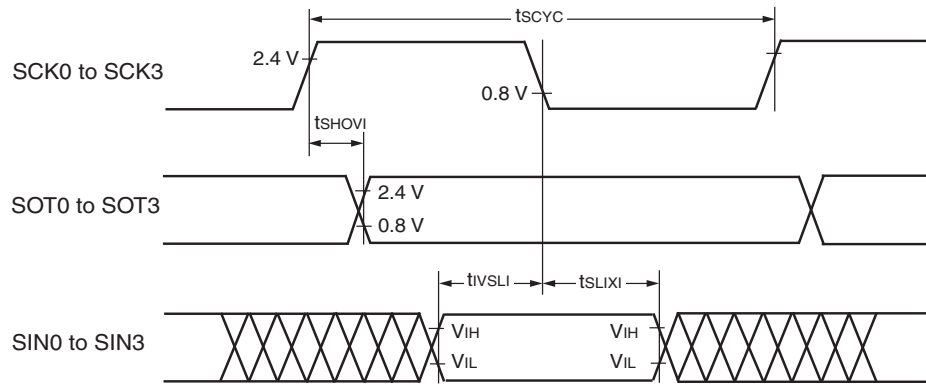 tSCYC
SCK0 to SCK3
2.4 V
0.8 V
tSHOVI
SOT0 to SOT3
2.4 V
0.8 V
tIVSLI
tSLIXI
SIN0 to SIN3
VIH
VIH
VIL
VIL